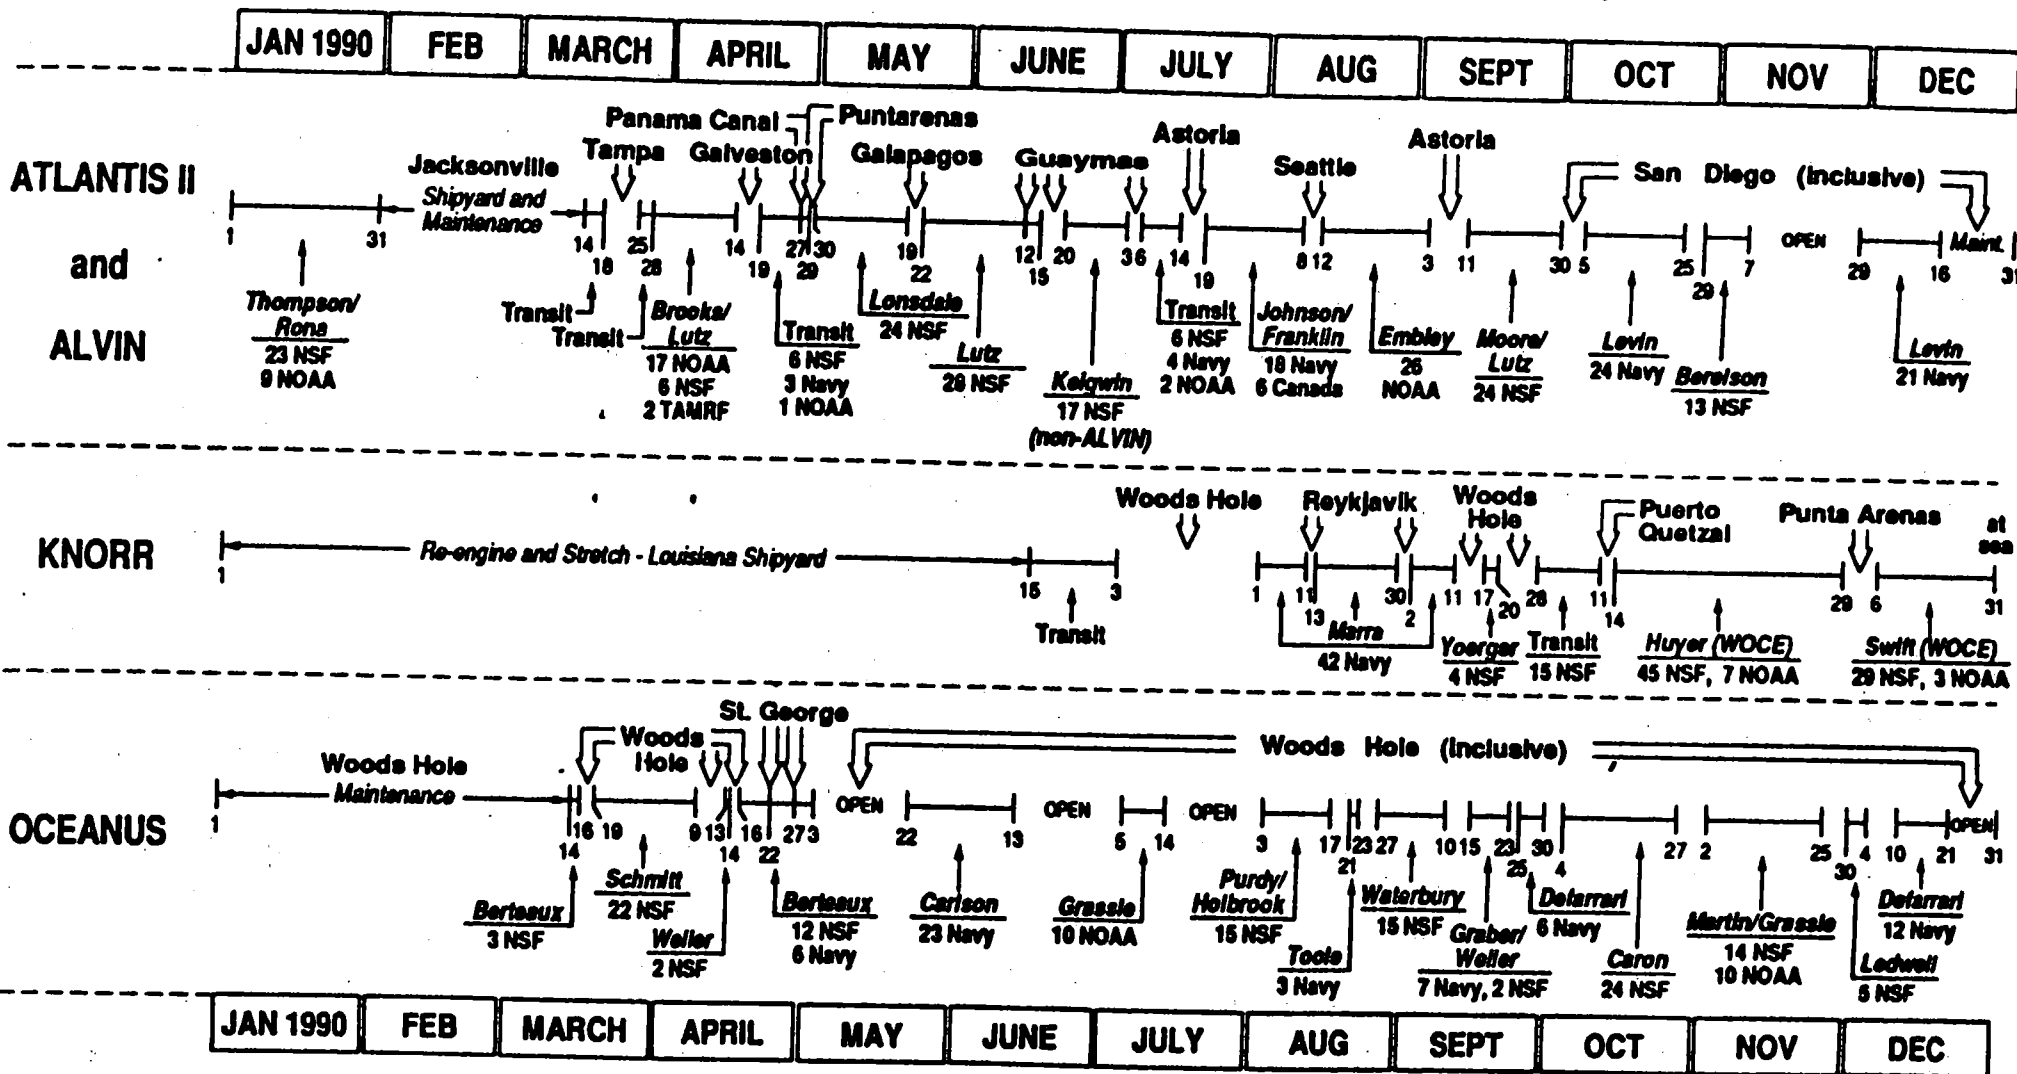 JAN 1990 FEB MARCH APRIL MAY JUNE JULY AUG SEPT OCT NOV DEC
ATLANTIS II
and
ALVIN
Panama Canal Puntarenas
Jacksonville Tampa Galveston Galapagos Guaymas Astoria Seattle Astoria San Diego (Inclusive)
Shipyard and
Maintenance
OPEN
Maint.
1 31 14 18 25 28 14 19 27 29 30 19 22 12 15 20 3 6 14 19 8 12 3 11 30 5 25 29 7 29 16 31
Thompson/
Rona
23 NSF
9 NOAA
Transit
Transit
Brooks/
Lutz
17 NOAA
6 NSF
2 TAMRF
Transit
6 NSF
3 Navy
1 NOAA
Lonsdale
24 NSF
Lutz
28 NSF
Keigwin
17 NSF
(non-ALVIN)
Transit
6 NSF
4 Navy
2 NOAA
Johnson/
Franklin
18 Navy
6 Canada
Embley
26
NOAA
Moore/
Lutz
24 NSF
Levin
24 Navy
Berelson
13 NSF
Levin
21 Navy
KNORR
Woods Hole Reykjavik Woods
Hole
Puerto
Quetzal
Punta Arenas
at
sea
Re-engine and Stretch - Louisiana Shipyard
1 15 3 1 11 13 30 2 11 17 20 28 11 14 29 6 31
Transit
Marra
42 Navy
Yoerger
4 NSF
Transit
15 NSF
Huyer (WOCE)
45 NSF, 7 NOAA
Swift (WOCE)
29 NSF, 3 NOAA
OCEANUS
St. George
Woods Hole
Maintenance
Woods
Hole
Woods Hole (Inclusive)
OPEN OPEN OPEN OPEN
1 14 16 19 9 13 14 16 22 27 3 22 13 5 14 3 17 21 23 27 10 15 23 25 30 4 27 2 25 30 4 10 21 31
Berteaux
3 NSF
Schmitt
22 NSF
Weller
2 NSF
Berteaux
12 NSF
6 Navy
Carlson
23 Navy
Grassle
10 NOAA
Purdy/
Holbrook
15 NSF
Toole
3 Navy
Waterbury
15 NSF
Graber/
Weller
7 Navy, 2 NSF
Deferrari
6 Navy
Caron
24 NSF
Martin/Grassle
14 NSF
10 NOAA
Ledwell
5 NSF
Deferrari
12 Navy
JAN 1990 FEB MARCH APRIL MAY JUNE JULY AUG SEPT OCT NOV DEC